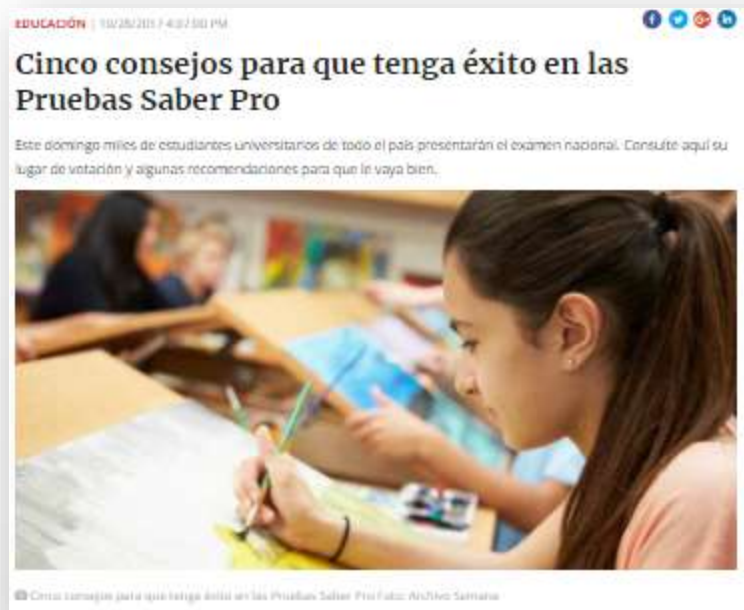 EDUCACIÓN | 10/28/2017 4:07:00 PM
Cinco consejos para que tenga éxito en las
Pruebas Saber Pro
Este domingo miles de estudiantes universitarios de todo el país presentarán el examen nacional. Consulte aquí su
lugar de votación y algunas recomendaciones para que le vaya bien.
Cinco consejos para que tenga éxito en las Pruebas Saber Pro Foto: Archivo Semana